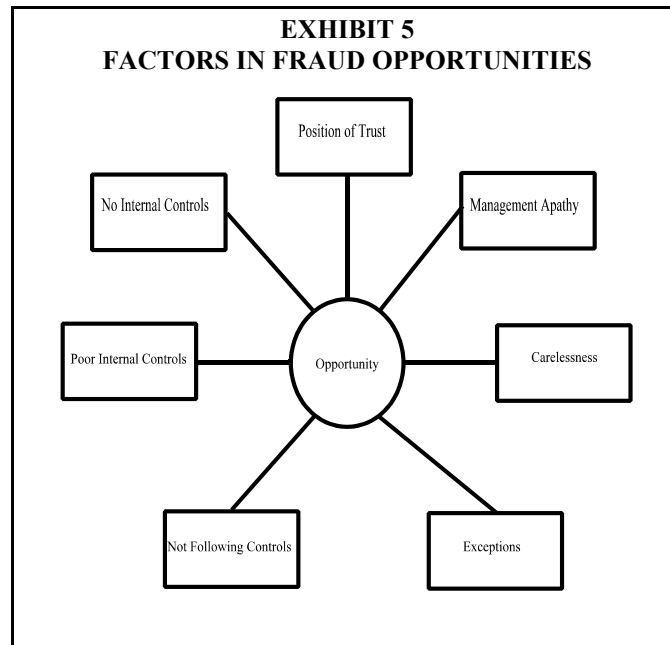 EXHIBIT 5
FACTORS IN FRAUD OPPORTUNITIES
Position of Trust
No Internal Controls
Management Apathy
Poor Internal Controls
Opportunity
Carelessness
Not Following Controls
Exceptions